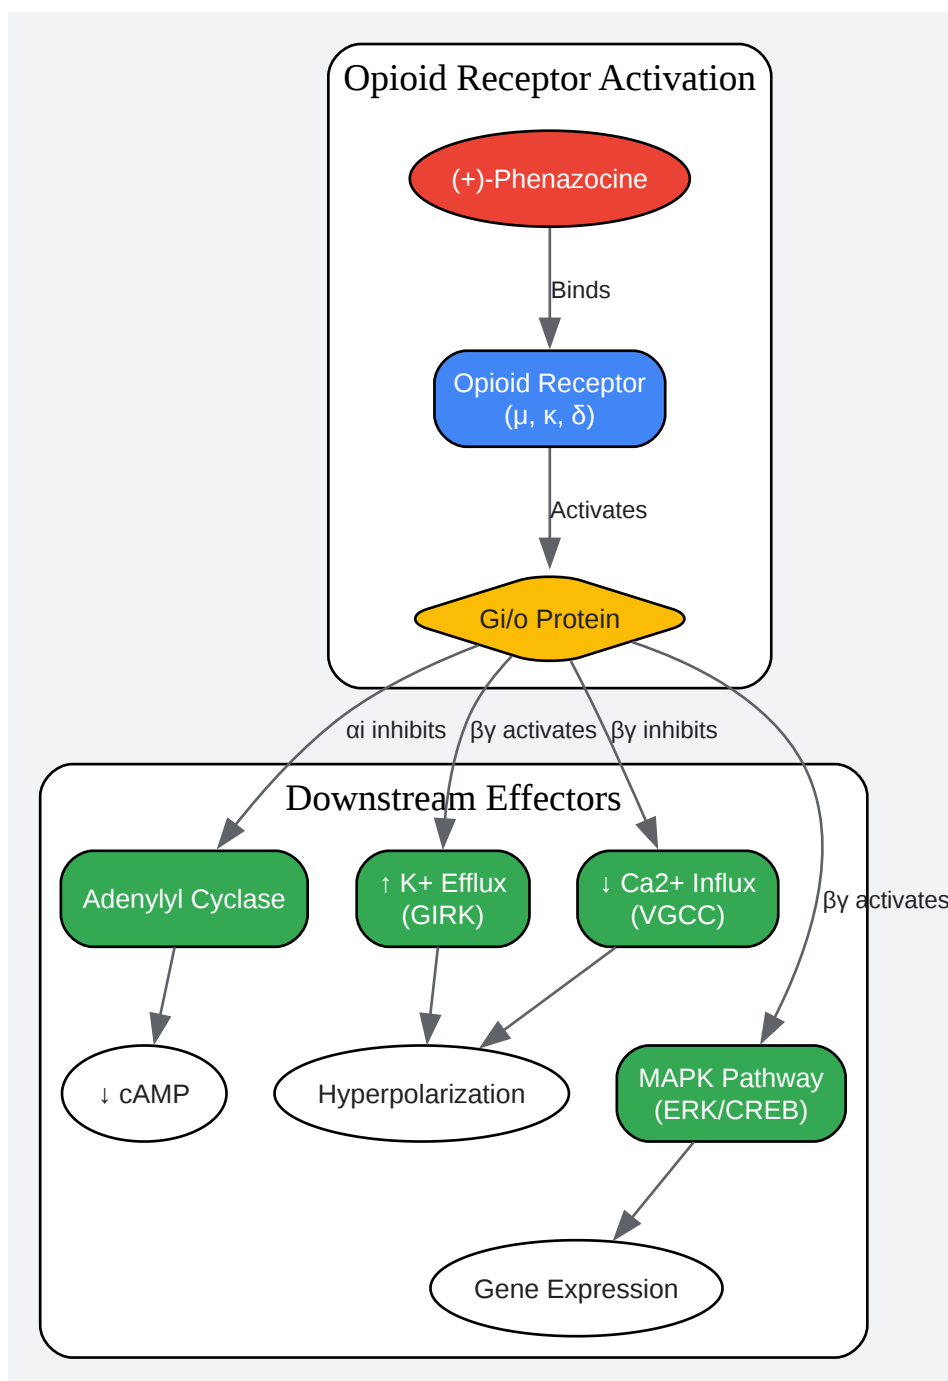 Opioid Receptor Activation
(+)-Phenazocine
Binds
Opioid Receptor
(μ, κ, δ)
Activates
Gi/o Protein
αi inhibits
βγ activates
βγ inhibits
Downstream Effectors
Adenylyl Cyclase
↑ K+ Efflux
(GIRK)
↓ Ca2+ Influx
(VGCC)
βγ activates
↓ cAMP
Hyperpolarization
MAPK Pathway
(ERK/CREB)
Gene Expression